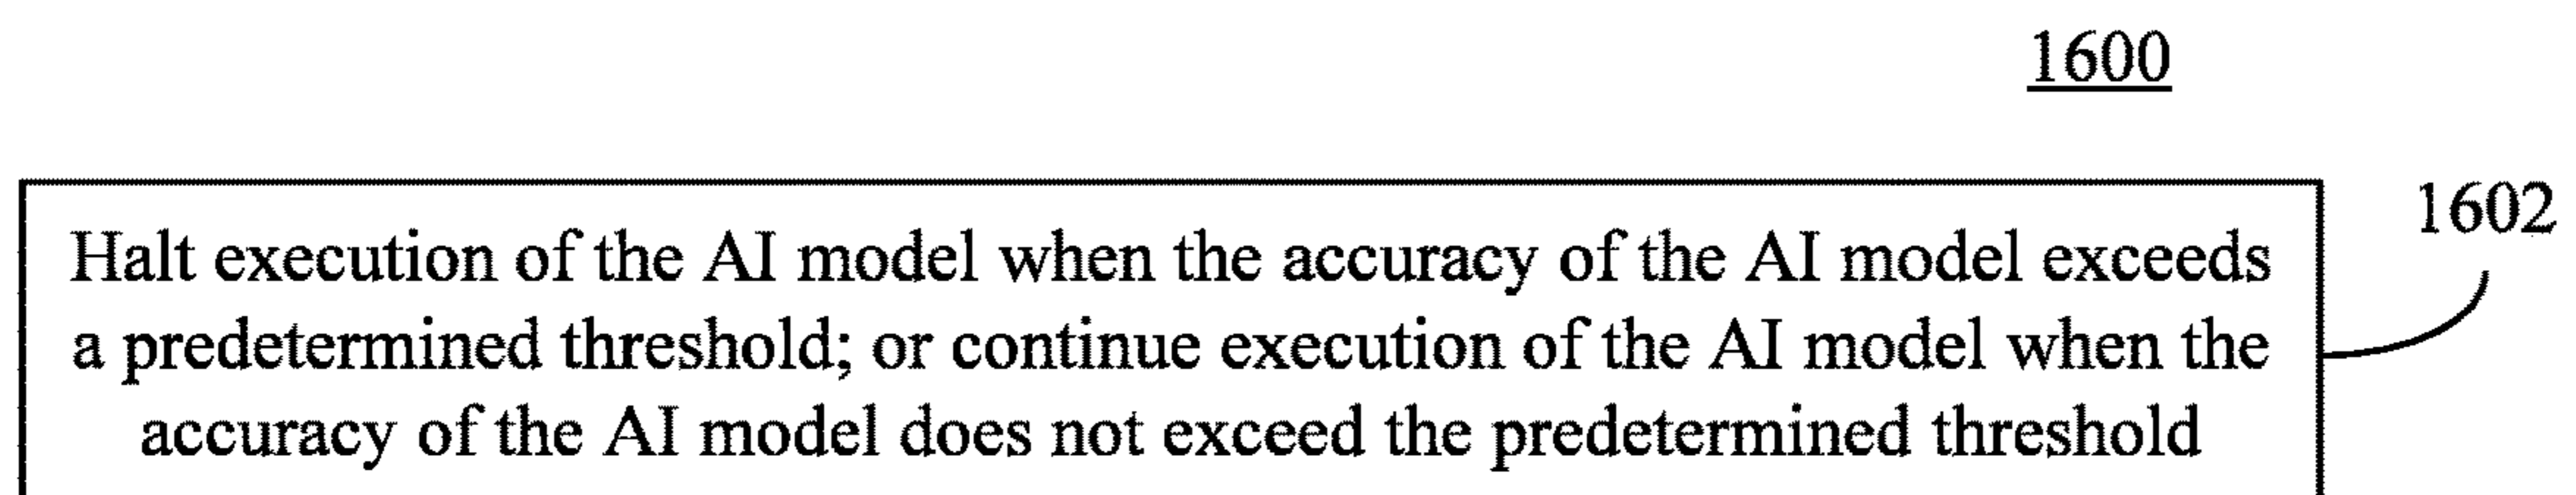 1600
1602
Halt execution of the AI model when the accuracy of the AI model exceeds
a predetermined threshold; or continue execution of the AI model when the
accuracy of the AI model does not exceed the predetermined threshold